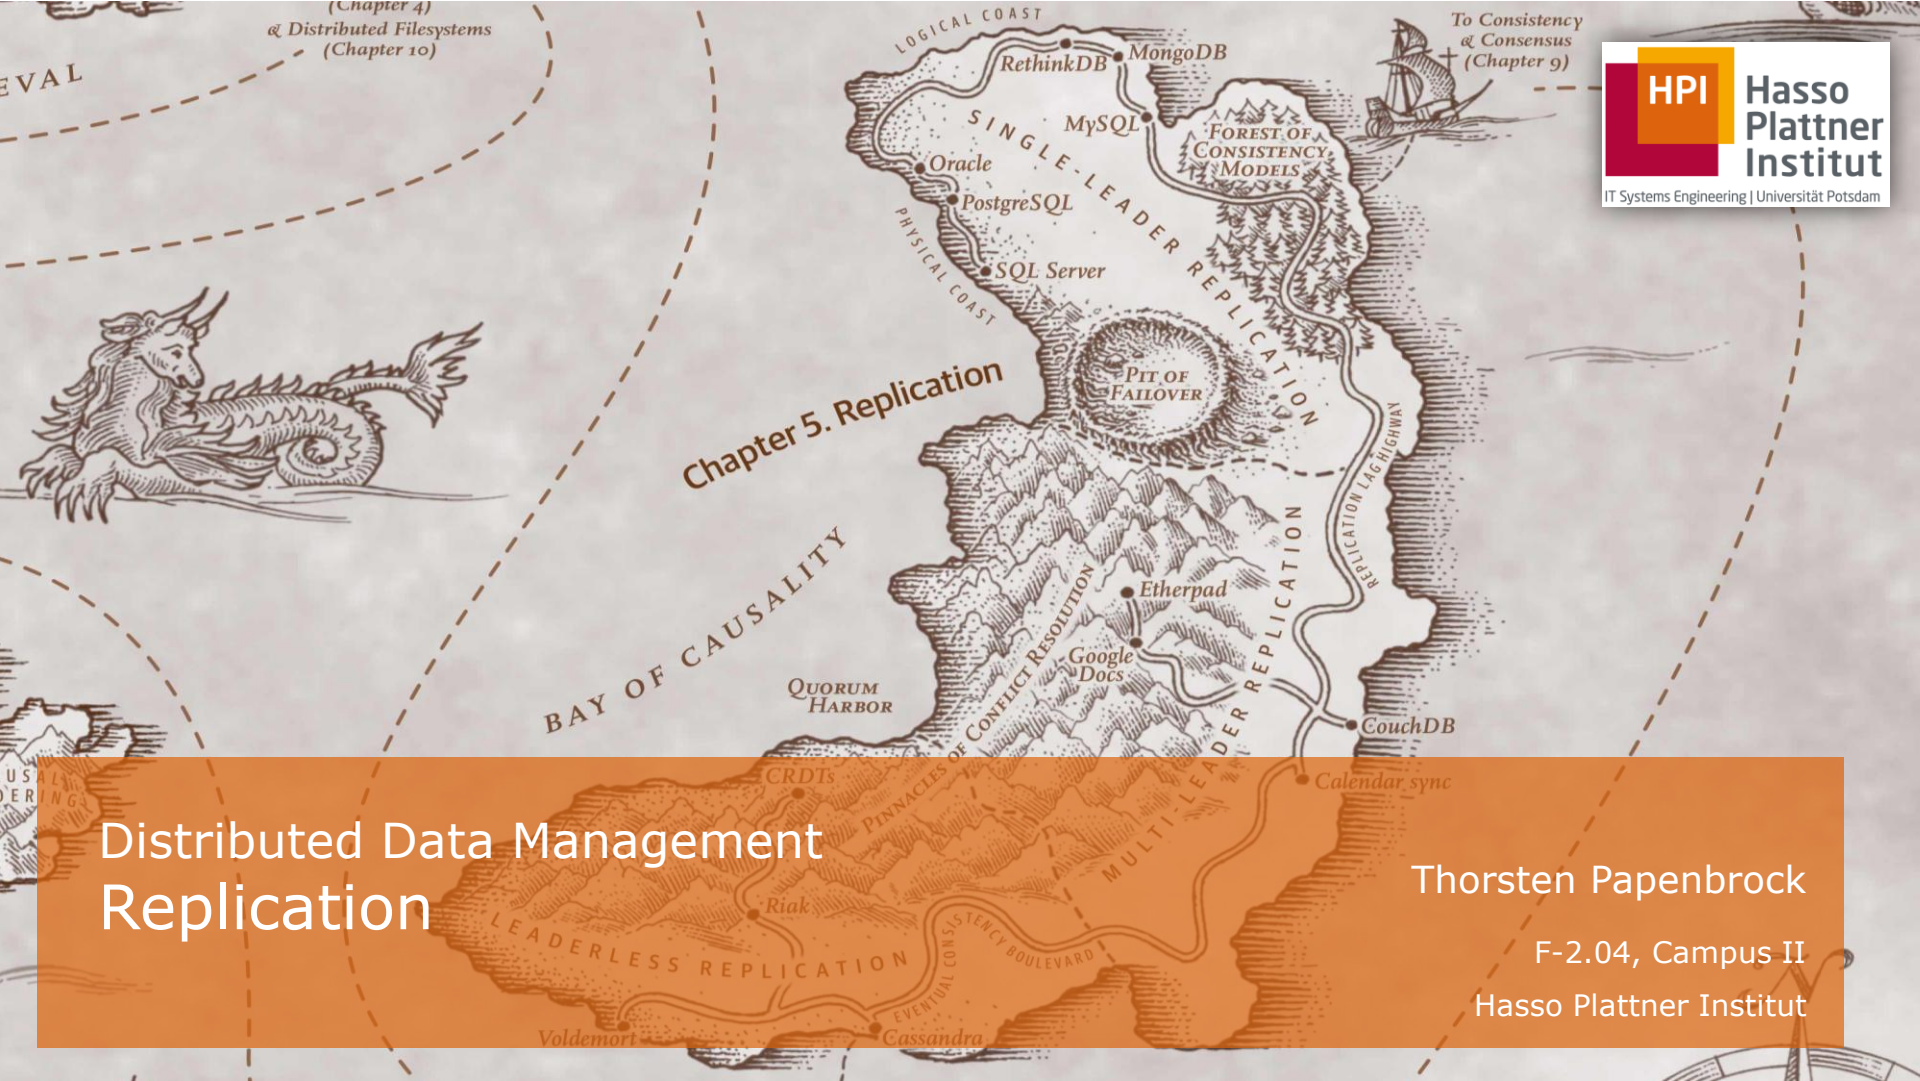 (Chapter 4)
& Distributed Filesystems
(Chapter 10)
EVAL
LOGICAL COAST
RethinkDB
MongoDB
MySQL
To Consistency
& Consensus
(Chapter 9)
HPI
Hasso
Plattner
Institut
IT Systems Engineering | Universität Potsdam
FOREST OF
CONSISTENCY
MODELS
SINGLE-LEADER REPLICATION
Oracle
PostgreSQL
SQL Server
PHYSICAL COAST
PIT OF
FAILOVER
Chapter 5. Replication
REPLICATION LAG HIGHWAY
BAY OF CAUSALITY
Etherpad
Google
Docs
PINNACLES OF CONFLICT RESOLUTION
MULTI-LEADER REPLICATION
QUORUM
HARBOR
CouchDB
Calendar sync
CRDTs
USAL
DERING
Distributed Data Management
Replication
Riak
LEADERLESS REPLICATION
EVENTUAL CONSISTENCY BOULEVARD
Voldemort
Cassandra
Thorsten Papenbrock
F-2.04, Campus II
Hasso Plattner Institut